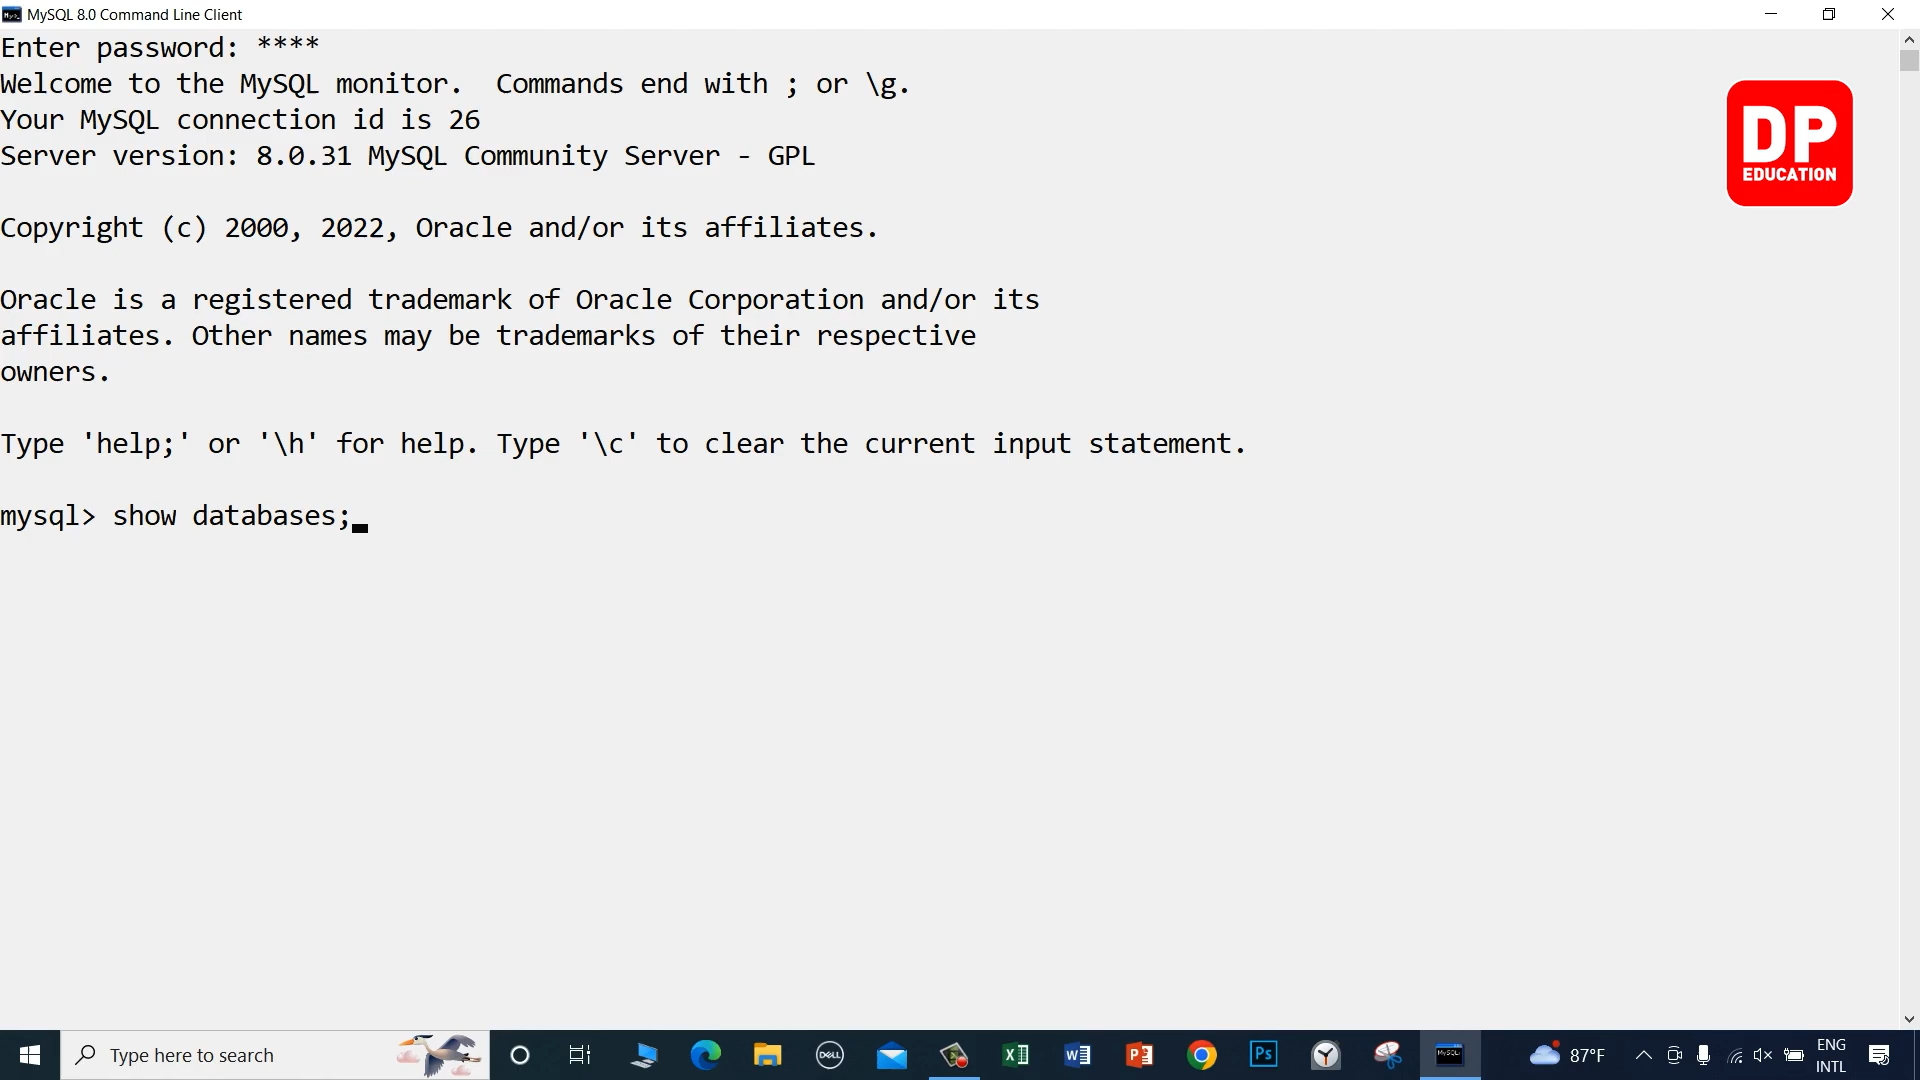 MySQL 8.0 Command Line Client
Enter password: ****
Welcome to the MySQL monitor.  Commands end with ; or \g.
Your MySQL connection id is 26
Server version: 8.0.31 MySQL Community Server - GPL
Copyright (c) 2000, 2022, Oracle and/or its affiliates.
Oracle is a registered trademark of Oracle Corporation and/or its
affiliates. Other names may be trademarks of their respective
owners.
Type 'help;' or '\h' for help. Type '\c' to clear the current input statement.
mysql> show databases;
DP
EDUCATION
Type here to search
DELL
Ps
87°F
ENG
INTL